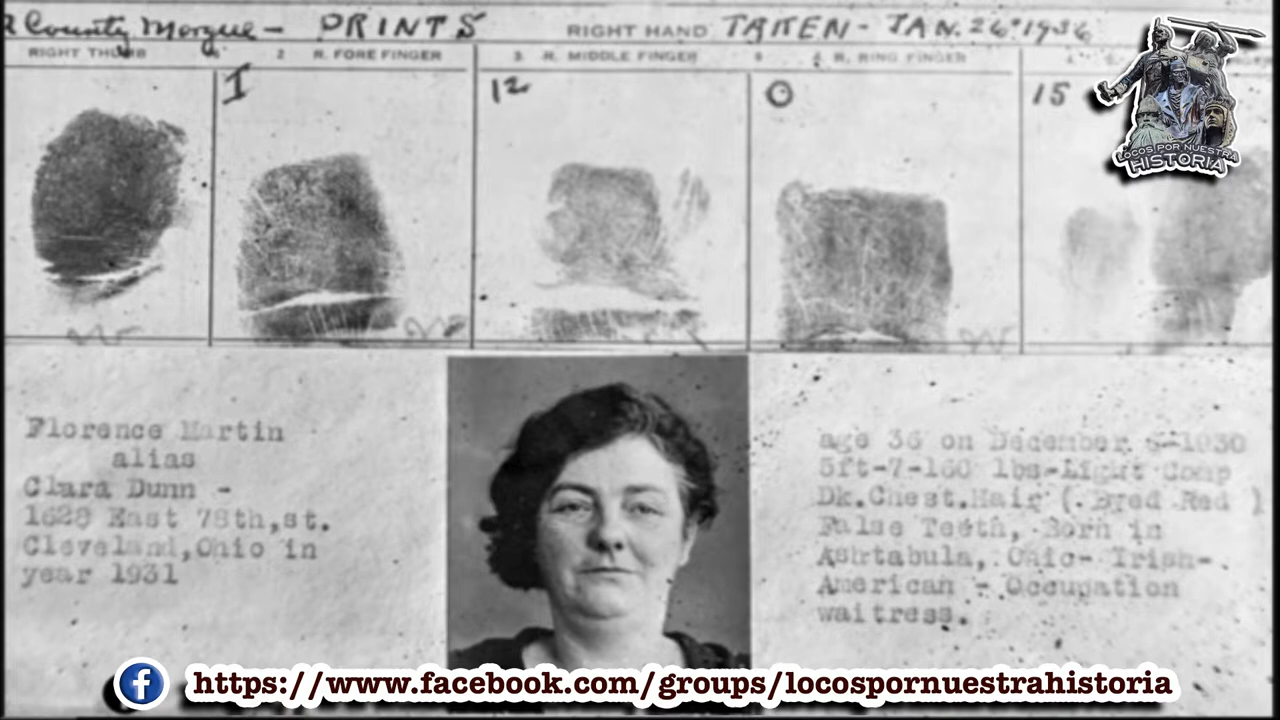 County Morgue - PRINTS RIGHT HAND TAKEN - JAN. 26 1936
RIGHT THUMB 2 R. FORE FINGER 3 R. MIDDLE FINGER R. RING FINGER
I 12 O 15
Florence Martin
alias
Clara Dunn -
1628 East 78th,st.
Cleveland,Ohio in
year 1931
age 36 on December 1930
5ft-7-160 lbs-Light Comp
Dk.Chest.Hair (. Dyed Red )
False Teeth, Born in
Ashtabula, Ohio- Irish-
American - Occupation
waitress.
LOCOS POR NUESTRA
HISTORIA
f https://www.facebook.com/groups/locospornuestrahistoria